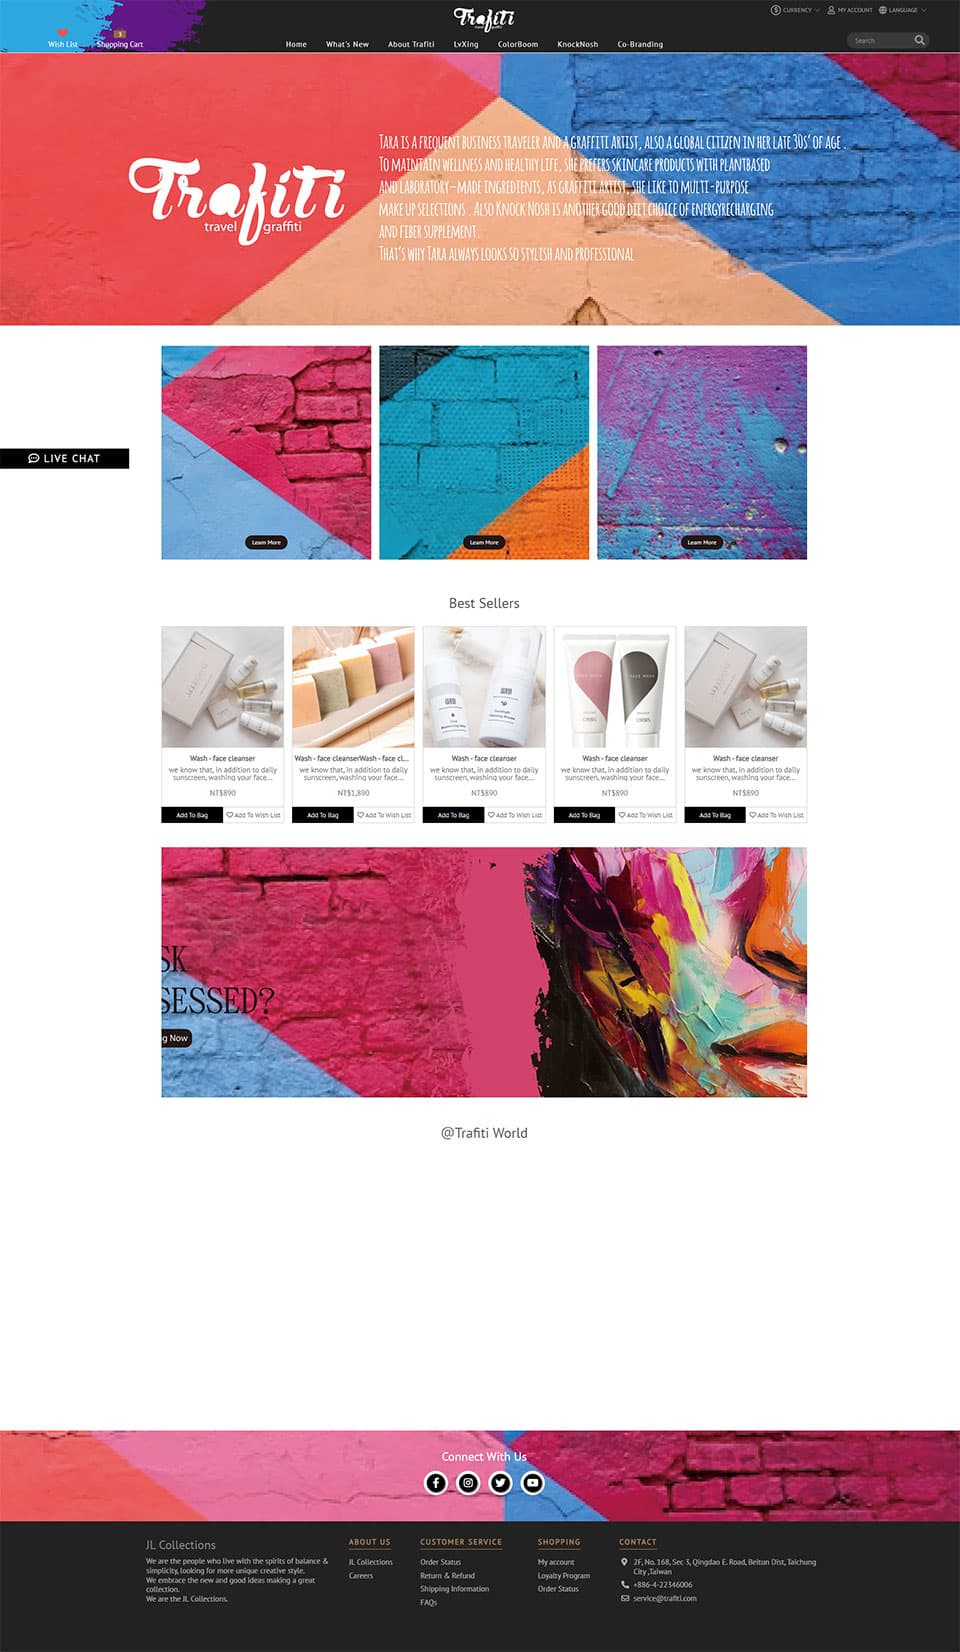 Trafiti
travel graffiti
CURRENCY
MY ACCOUNT
LANGUAGE
Wish List
5
Shopping Cart
Home
What's New
About Trafiti
LvXing
ColorBoom
KnockNosh
Co-Branding
Search
Trafiti
travel graffiti
Tara is a frequent business traveler and a graffiti artist, also a global citizen in her late 30s' of age .
To maintain wellness and healthy life, she prefers skincare products with plantbased
and laboratory-made ingredients, as graffiti artist, she like to multi-purpose
make up selections . Also Knock Nosh is another good diet choice of energyrecharging
and fiber supplement.
That's why Tara always looks so stylish and professional
LIVE CHAT
Learn More
Learn More
Learn More
Best Sellers
FACE WASH
FACE WASH
ORBIS
ORBIS
Wash - face cleanser
we know that, in addition to daily
sunscreen, washing your face...
NT$890
Add To Bag
Add To Wish List
Wash - face cleanserWash - face cl...
we know that, in addition to daily
sunscreen, washing your face...
NT$1,890
Add To Bag
Add To Wish List
Wash - face cleanser
we know that, in addition to daily
sunscreen, washing your face...
NT$890
Add To Bag
Add To Wish List
Wash - face cleanser
we know that, in addition to daily
sunscreen, washing your face...
NT$890
Add To Bag
Add To Wish List
Wash - face cleanser
we know that, in addition to daily
sunscreen, washing your face...
NT$890
Add To Bag
Add To Wish List
SK
SESSED?
g Now
@Trafiti World
Connect With Us
JL Collections
We are the people who live with the spirits of balance &
simplicity, looking for more unique creative style.
We embrace the new and good ideas making a great
collection.
We are the JL Collections.
ABOUT US
JL Collections
Careers
CUSTOMER SERVICE
Order Status
Return & Refund
Shipping Information
FAQs
SHOPPING
My account
Loyalty Program
Order Status
CONTACT
2F, No. 168, Sec 3, Qingdao E. Road, Beitun Dist, Taichung
City ,Taiwan
+886-4-22346006
service@trafiti.com